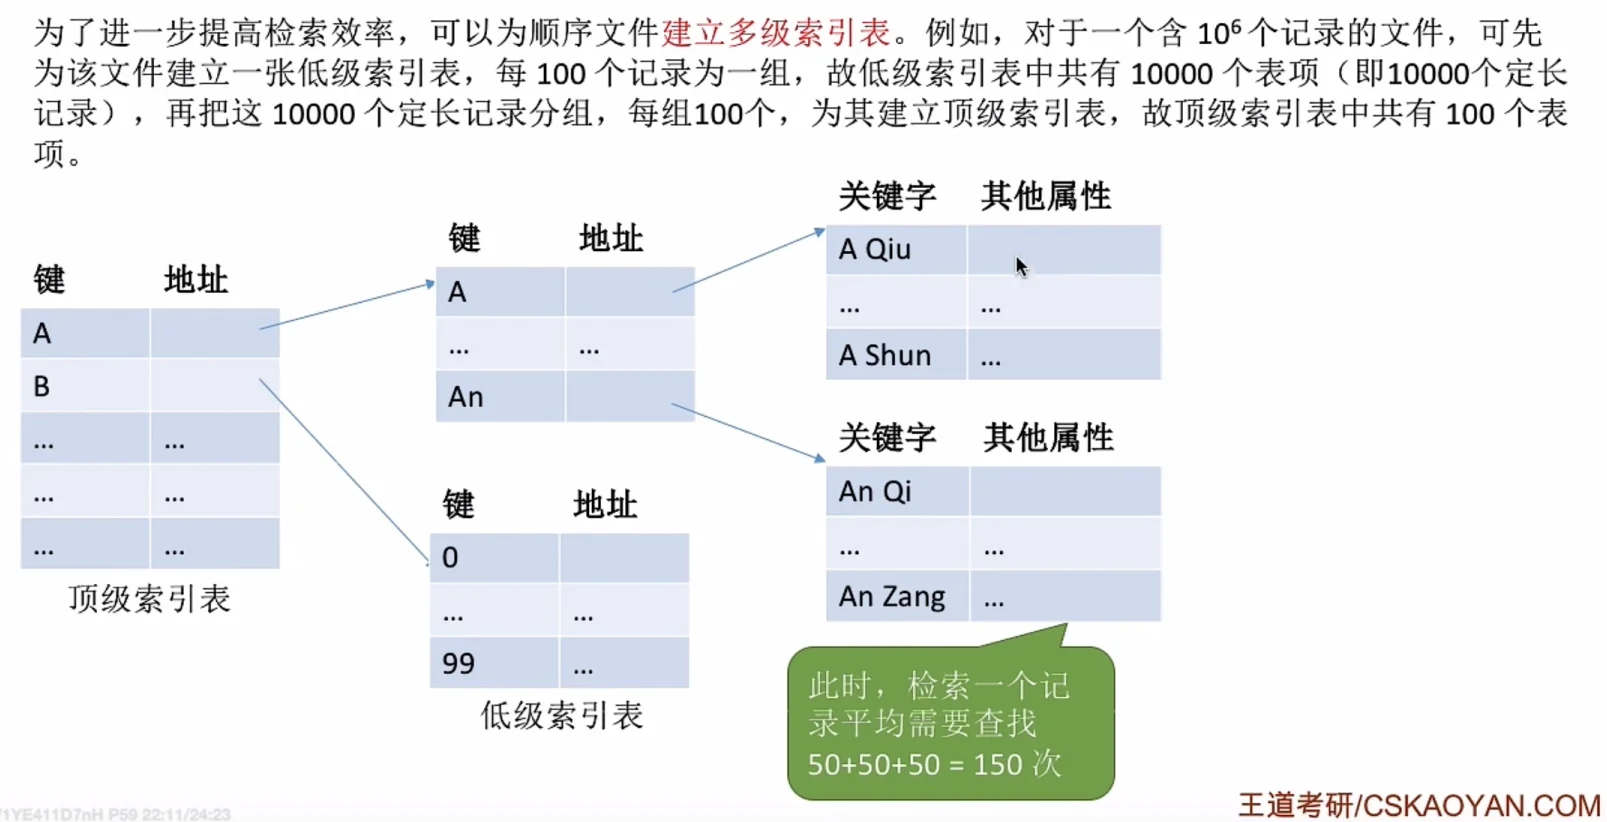 为了进一步提高检索效率，可以为顺序文件建立多级索引表。例如，对于一个含 10⁶ 个记录的文件，可先
为该文件建立一张低级索引表，每 100 个记录为一组，故低级索引表中共有 10000 个表项（即10000个定长
记录），再把这 10000 个定长记录分组，每组100个，为其建立顶级索引表，故顶级索引表中共有 100 个表
项。
键 地址
A
B
... ...
... ...
... ...
顶级索引表
键 地址
A
... ...
An
键 地址
0
... ...
99 ...
低级索引表
关键字 其他属性
A Qiu
... ...
A Shun ...
关键字 其他属性
An Qi
... ...
An Zang ...
此时，检索一个记
录平均需要查找
50+50+50 = 150 次
王道考研/CSKAOYAN.COM
/1YE411D7nH P59 22:11/24:23